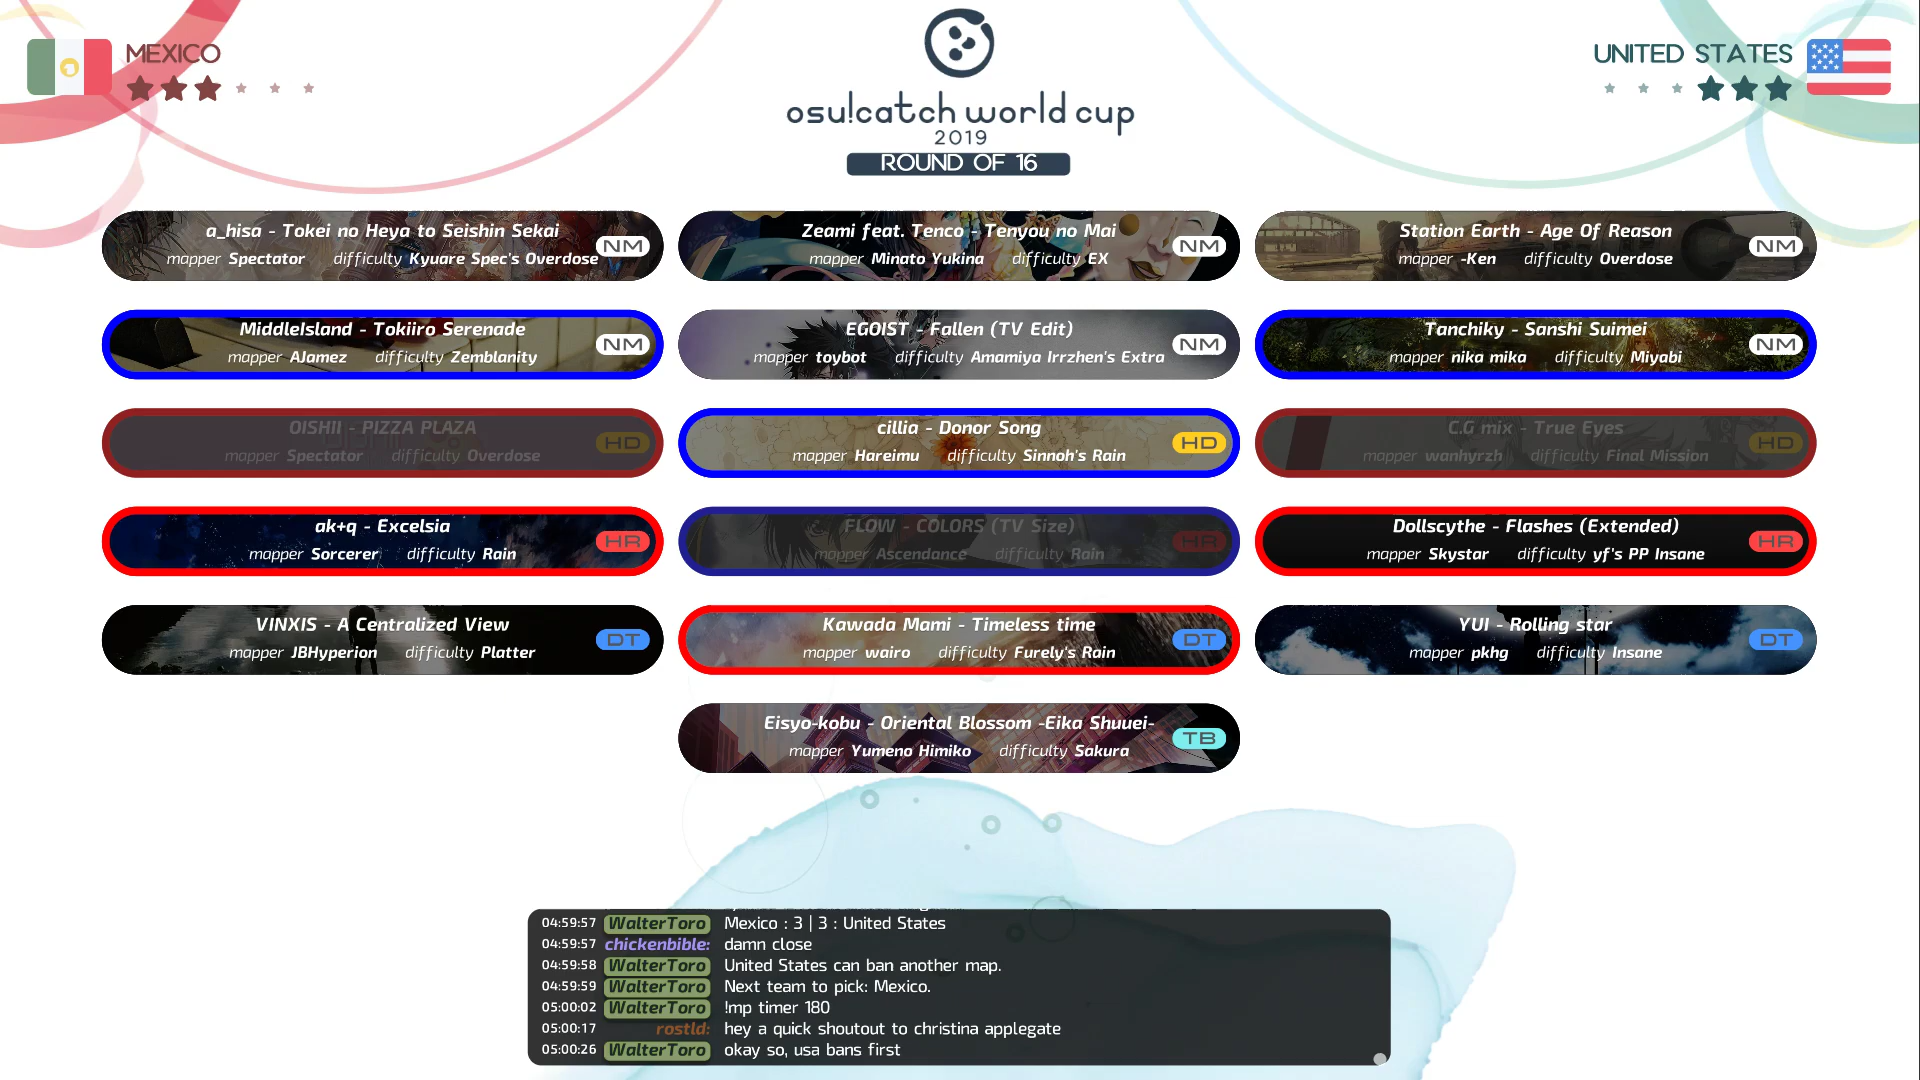 MEXICO
UNITED STATES
osu!catch world cup
2019
ROUND OF 16
a_hisa - Tokei no Heya to Seishin Sekai
mapper Spectator difficulty Kyuare Spec's Overdose
NM
Zeami feat. Tenco - Tenyou no Mai
mapper Minato Yukina difficulty EX
NM
Station Earth - Age Of Reason
mapper -Ken difficulty Overdose
NM
MiddleIsland - Tokiiro Serenade
mapper AJamez difficulty Zemblanity
NM
EGOIST - Fallen (TV Edit)
mapper toybot difficulty Amamiya Irrzhen's Extra
NM
Tanchiky - Sanshi Suimei
mapper nika mika difficulty Miyabi
NM
OISHII - PIZZA PLAZA
mapper Spectator difficulty Overdose
HD
cillia - Donor Song
mapper Hareimu difficulty Sinnoh's Rain
HD
C.G mix - True Eyes
mapper wanhyrzh difficulty Final Mission
HD
ak+q - Excelsia
mapper Sorcerer difficulty Rain
HR
FLOW - COLORS (TV Size)
mapper Ascendance difficulty Rain
HR
Dollscythe - Flashes (Extended)
mapper Skystar difficulty yf's PP Insane
HR
VINXIS - A Centralized View
mapper JBHyperion difficulty Platter
DT
Kawada Mami - Timeless time
mapper wairo difficulty Furely's Rain
DT
YUI - Rolling star
mapper pkhg difficulty Insane
DT
Eisyo-kobu - Oriental Blossom -Eika Shuuei-
mapper Yumeno Himiko difficulty Sakura
TB
04:59:57 WalterToro Mexico : 3 | 3 : United States
04:59:57 chickenbible: damn close
04:59:58 WalterToro United States can ban another map.
04:59:59 WalterToro Next team to pick: Mexico.
05:00:02 WalterToro !mp timer 180
05:00:17 rostld: hey a quick shoutout to christina applegate
05:00:26 WalterToro okay so, usa bans first